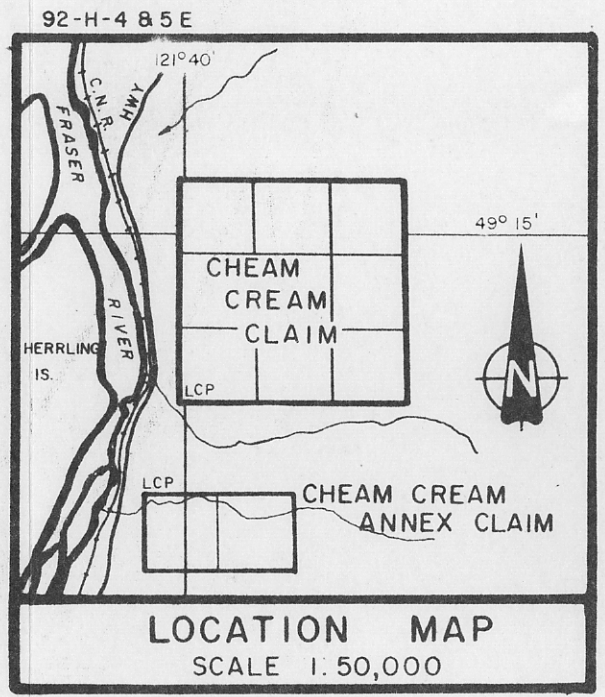 92-H-4 & 5 E
121° 40'
C.N.R.
HWY
FRASER
RIVER
49° 15'
CHEAM
CREAM
CLAIM
HERRLING
IS.
LCP
N
LCP
CHEAM CREAM
ANNEX CLAIM
LOCATION MAP
SCALE 1:50,000